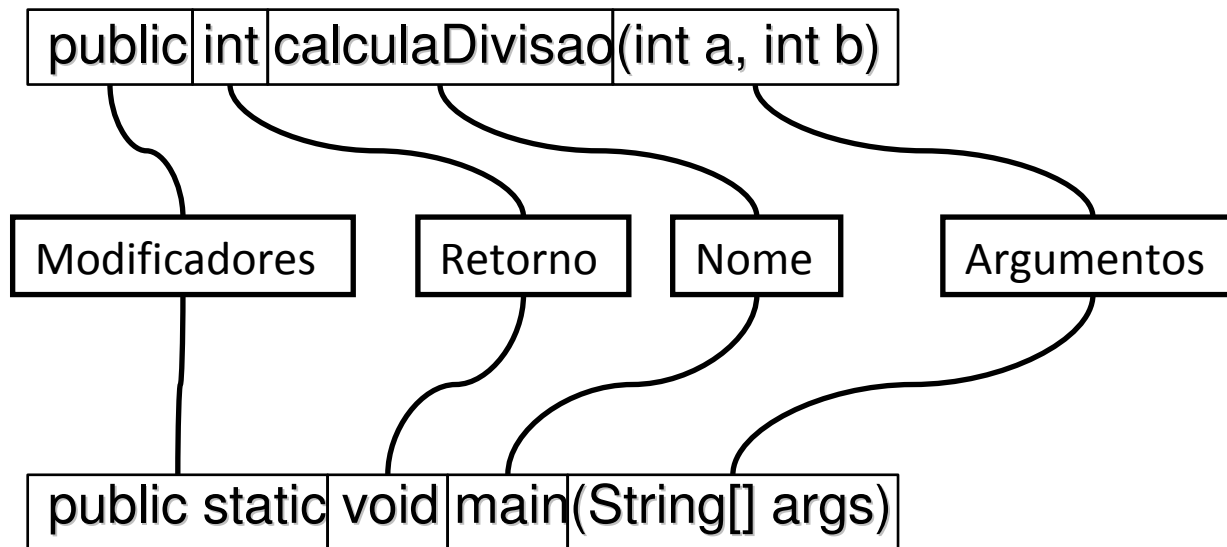 public int calculaDivisao(int a, int b)
Modificadores Retorno Nome Argumentos
public static void main(String[] args)